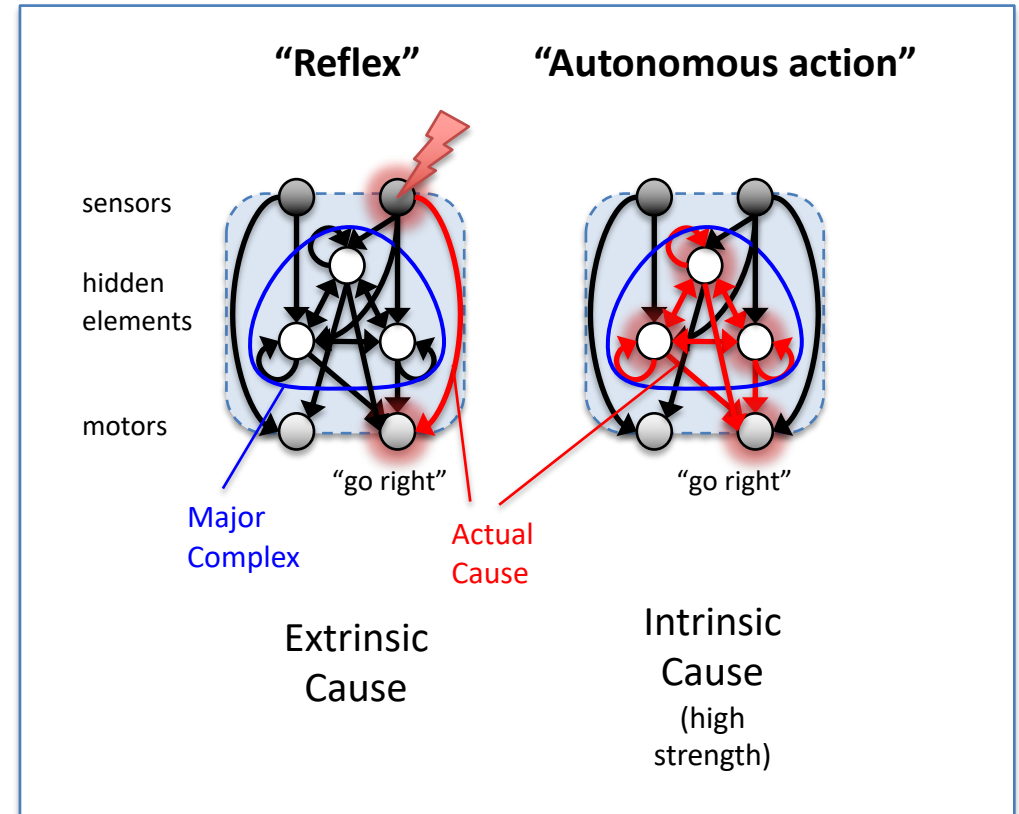 “Reflex”
“Autonomous action”
sensors
hidden
elements
motors
“go right”
“go right”
Major
Complex
Actual
Cause
Extrinsic
Cause
Intrinsic
Cause
(high
strength)